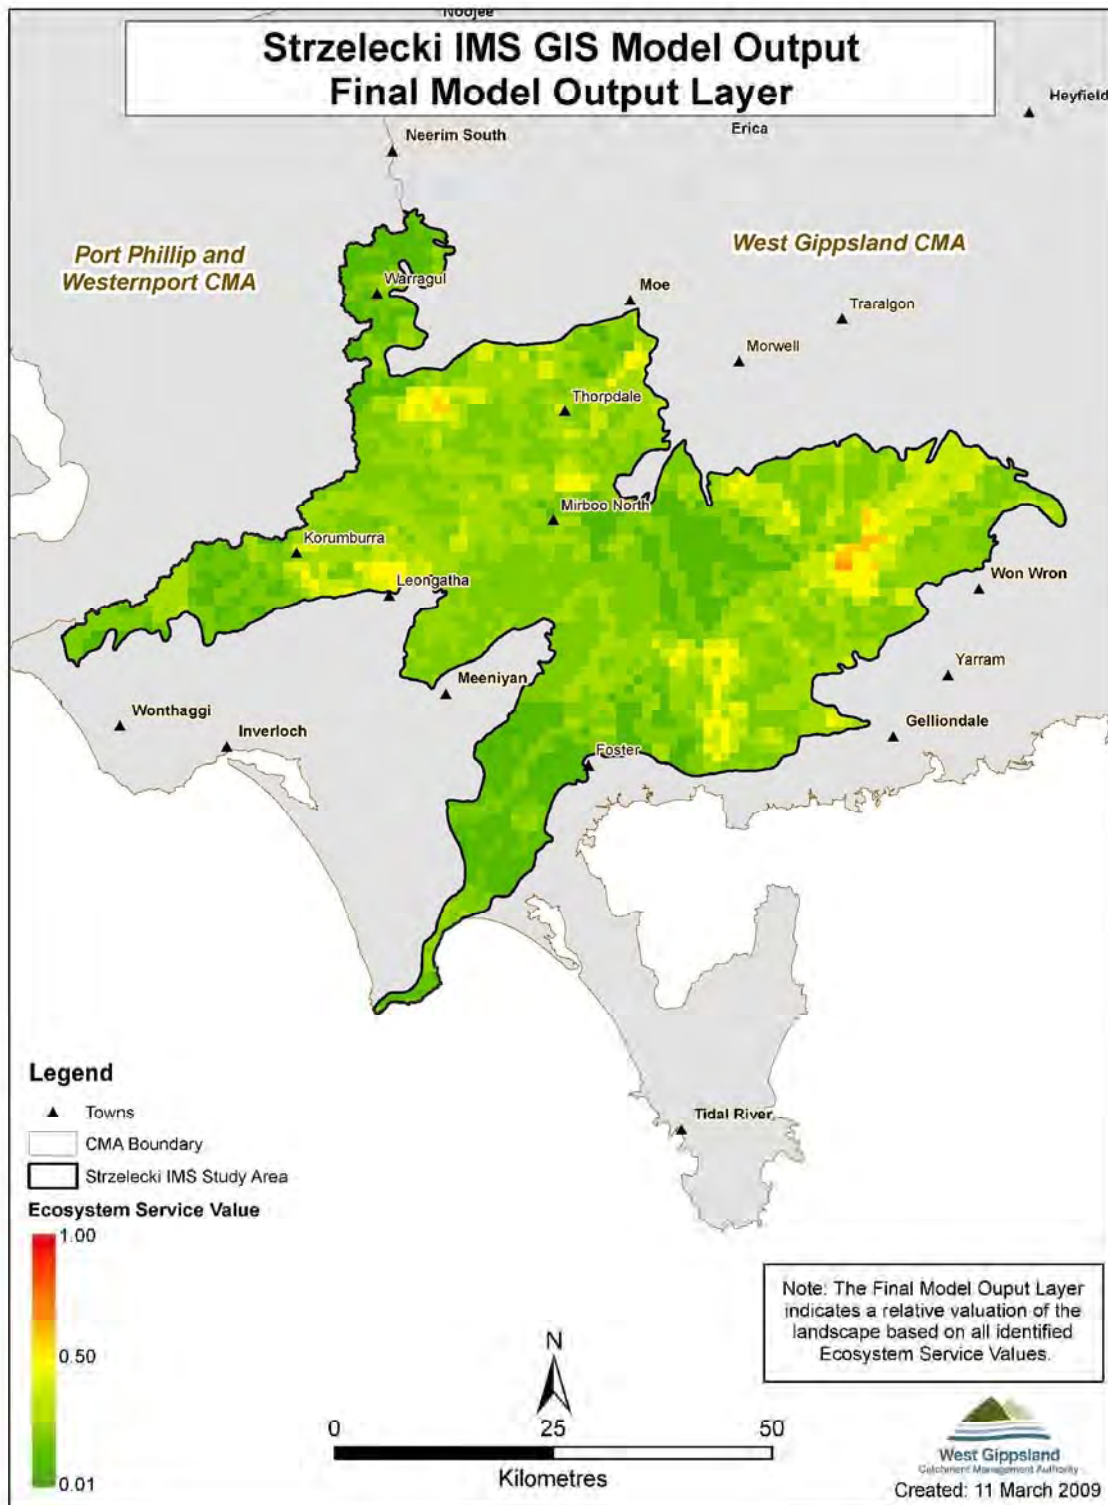 Noojee
Strzelecki IMS GIS Model Output
Final Model Output Layer
Heyfield
Erica
Neerim South
Port Phillip and
Westernport CMA
West Gippsland CMA
Warragul
Moe
Traralgon
Morwell
Thorpdale
Mirboo North
Korumburra
Leongatha
Won Wron
Yarram
Meeniyan
Wonthaggi
Inverloch
Gelliondale
Foster
Tidal River
Legend
Towns
CMA Boundary
Strzelecki IMS Study Area
Ecosystem Service Value
1.00
0.50
0.01
Note: The Final Model Ouput Layer
indicates a relative valuation of the
landscape based on all identified
Ecosystem Service Values.
N
0 25 50
Kilometres
West Gippsland
Catchment Management Authority
Created: 11 March 2009